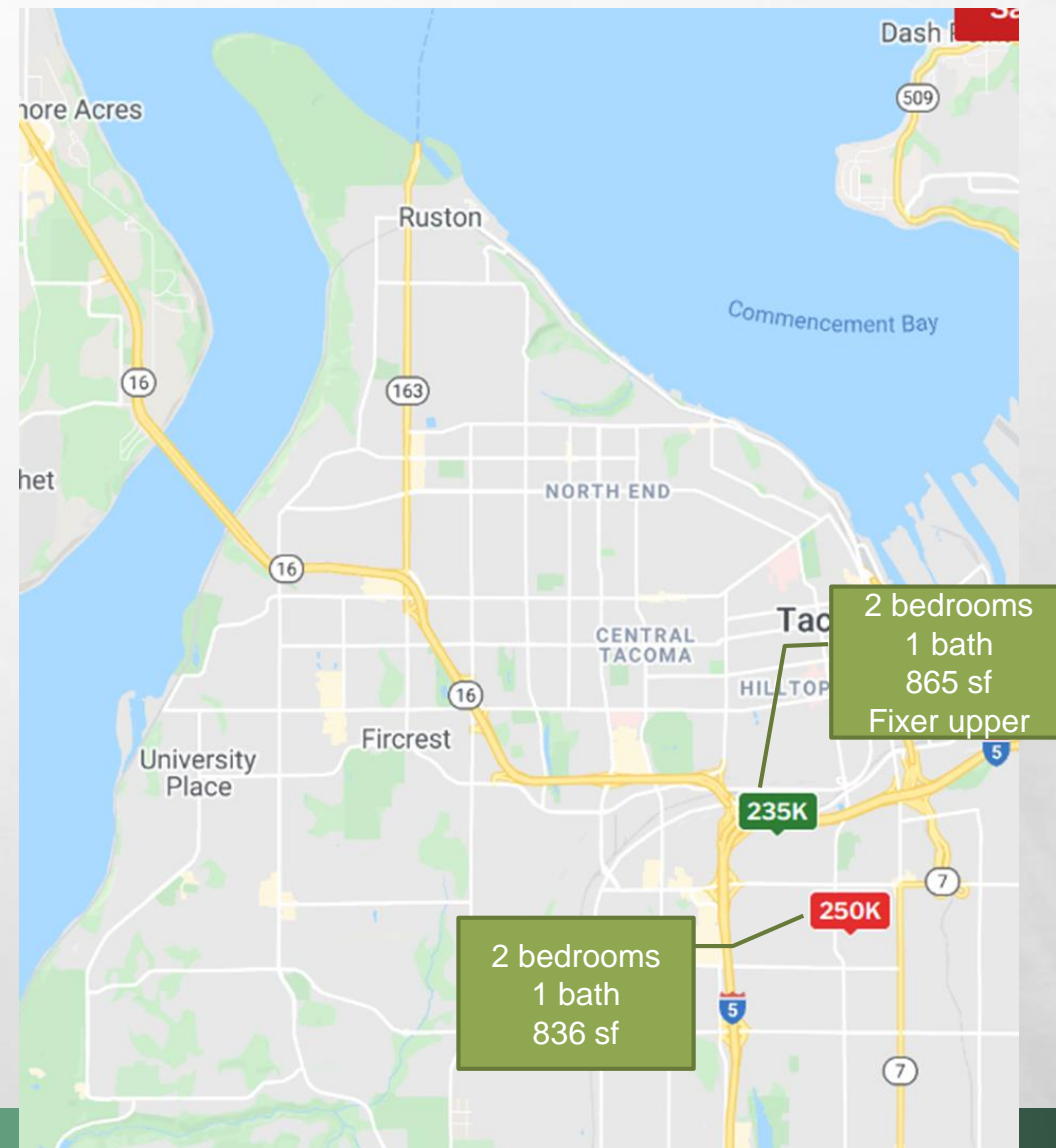 Dash
509
more Acres
Ruston
Commencement Bay
16
163
NORTH END
16
2 bedrooms
1 bath
865 sf
Fixer upper
CENTRAL
TACOMA
HILLTOP
16
Fircrest
5
University
Place
235K
7
250K
2 bedrooms
1 bath
836 sf
5
7